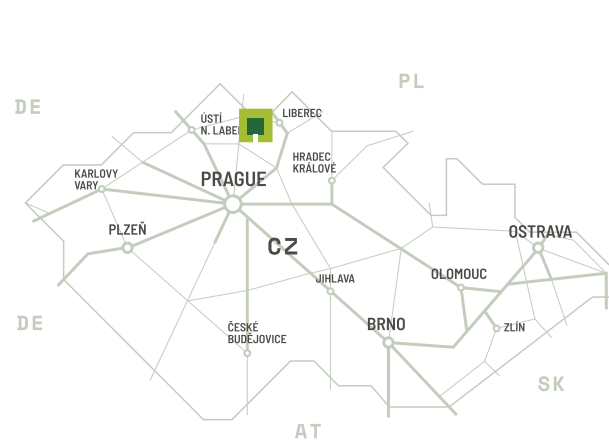 PL
DE
LIBEREC
ÚSTÍ
N. LABE
HRADEC
KRÁLOVÉ
KARLOVY
VARY
PRAGUE
PLZEŇ
OSTRAVA
CZ
OLOMOUC
JIHLAVA
DE
BRNO
ZLÍN
ČESKÉ
BUDĚJOVICE
SK
AT